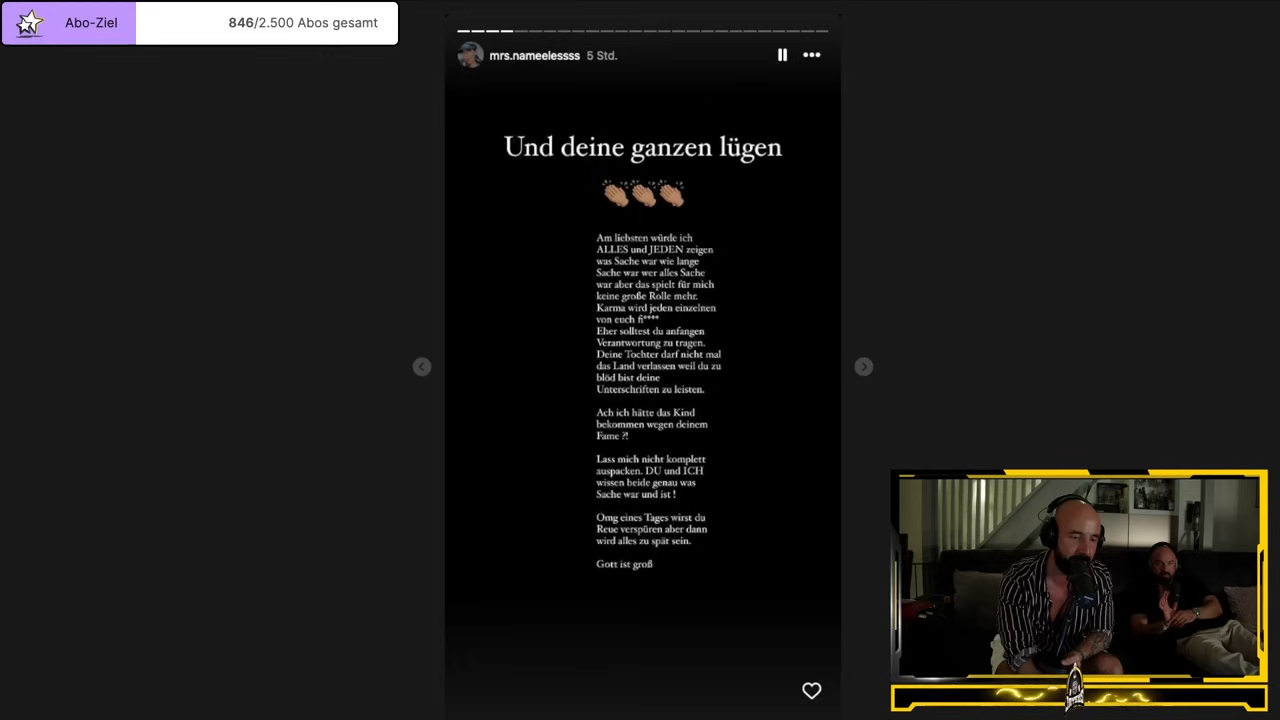 Abo-Ziel
846/2.500 Abos gesamt
mrs.nameelessss 5 Std.
Und deine ganzen lügen
👏🏼👏🏼👏🏼
Am liebsten würde ich
ALLES und JEDEN zeigen
was Sache war wie lange
Sache war wer alles Sache
war aber das spielt für mich
keine große Rolle mehr.
Karma wird jeden einzelnen
von euch fi****
Eher solltest du anfangen
Verantwortung zu tragen.
Deine Tochter darf nicht mal
das Land verlassen weil du zu
blöd bist deine
Unterschriften zu leisten.
Ach ich hätte das Kind
bekommen wegen deinem
Fame ?!
Lass mich nicht komplett
auspacken. DU und ICH
wissen beide genau was
Sache war und ist !
Omg eines Tages wirst du
Reue verspüren aber dann
wird alles zu spät sein.
Gott ist groß